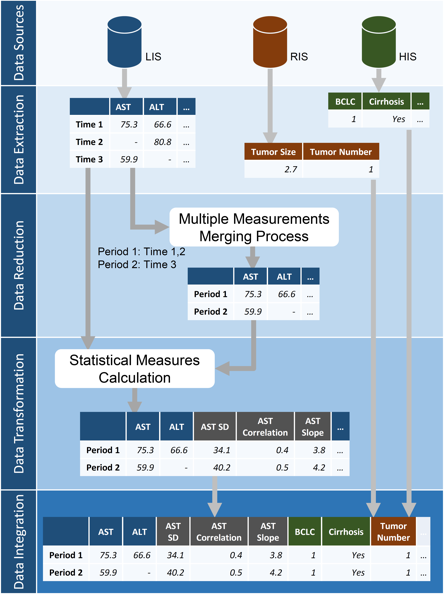 Data Sources
LIS
RIS
HIS
Data Extraction
AST ALT ...
Time 1 75.3 66.6 ...
Time 2 - 80.8 ...
Time 3 59.9 - ...
BCLC Cirrhosis ...
1 Yes ...
Tumor Size Tumor Number
2.7 1
Data Reduction
Multiple Measurements
Merging Process
Period 1: Time 1,2
Period 2: Time 3
AST ALT ...
Period 1 75.3 66.6 ...
Period 2 59.9 - ...
Data Transformation
Statistical Measures
Calculation
AST ALT AST SD AST Correlation AST Slope ...
Period 1 75.3 66.6 34.1 0.4 3.8 ...
Period 2 59.9 - 40.2 0.5 4.2 ...
Data Integration
AST ALT AST SD AST Correlation AST Slope BCLC Cirrhosis Tumor Number ...
Period 1 75.3 66.6 34.1 0.4 3.8 1 Yes 1 ...
Period 2 59.9 - 40.2 0.5 4.2 1 Yes 1 ...